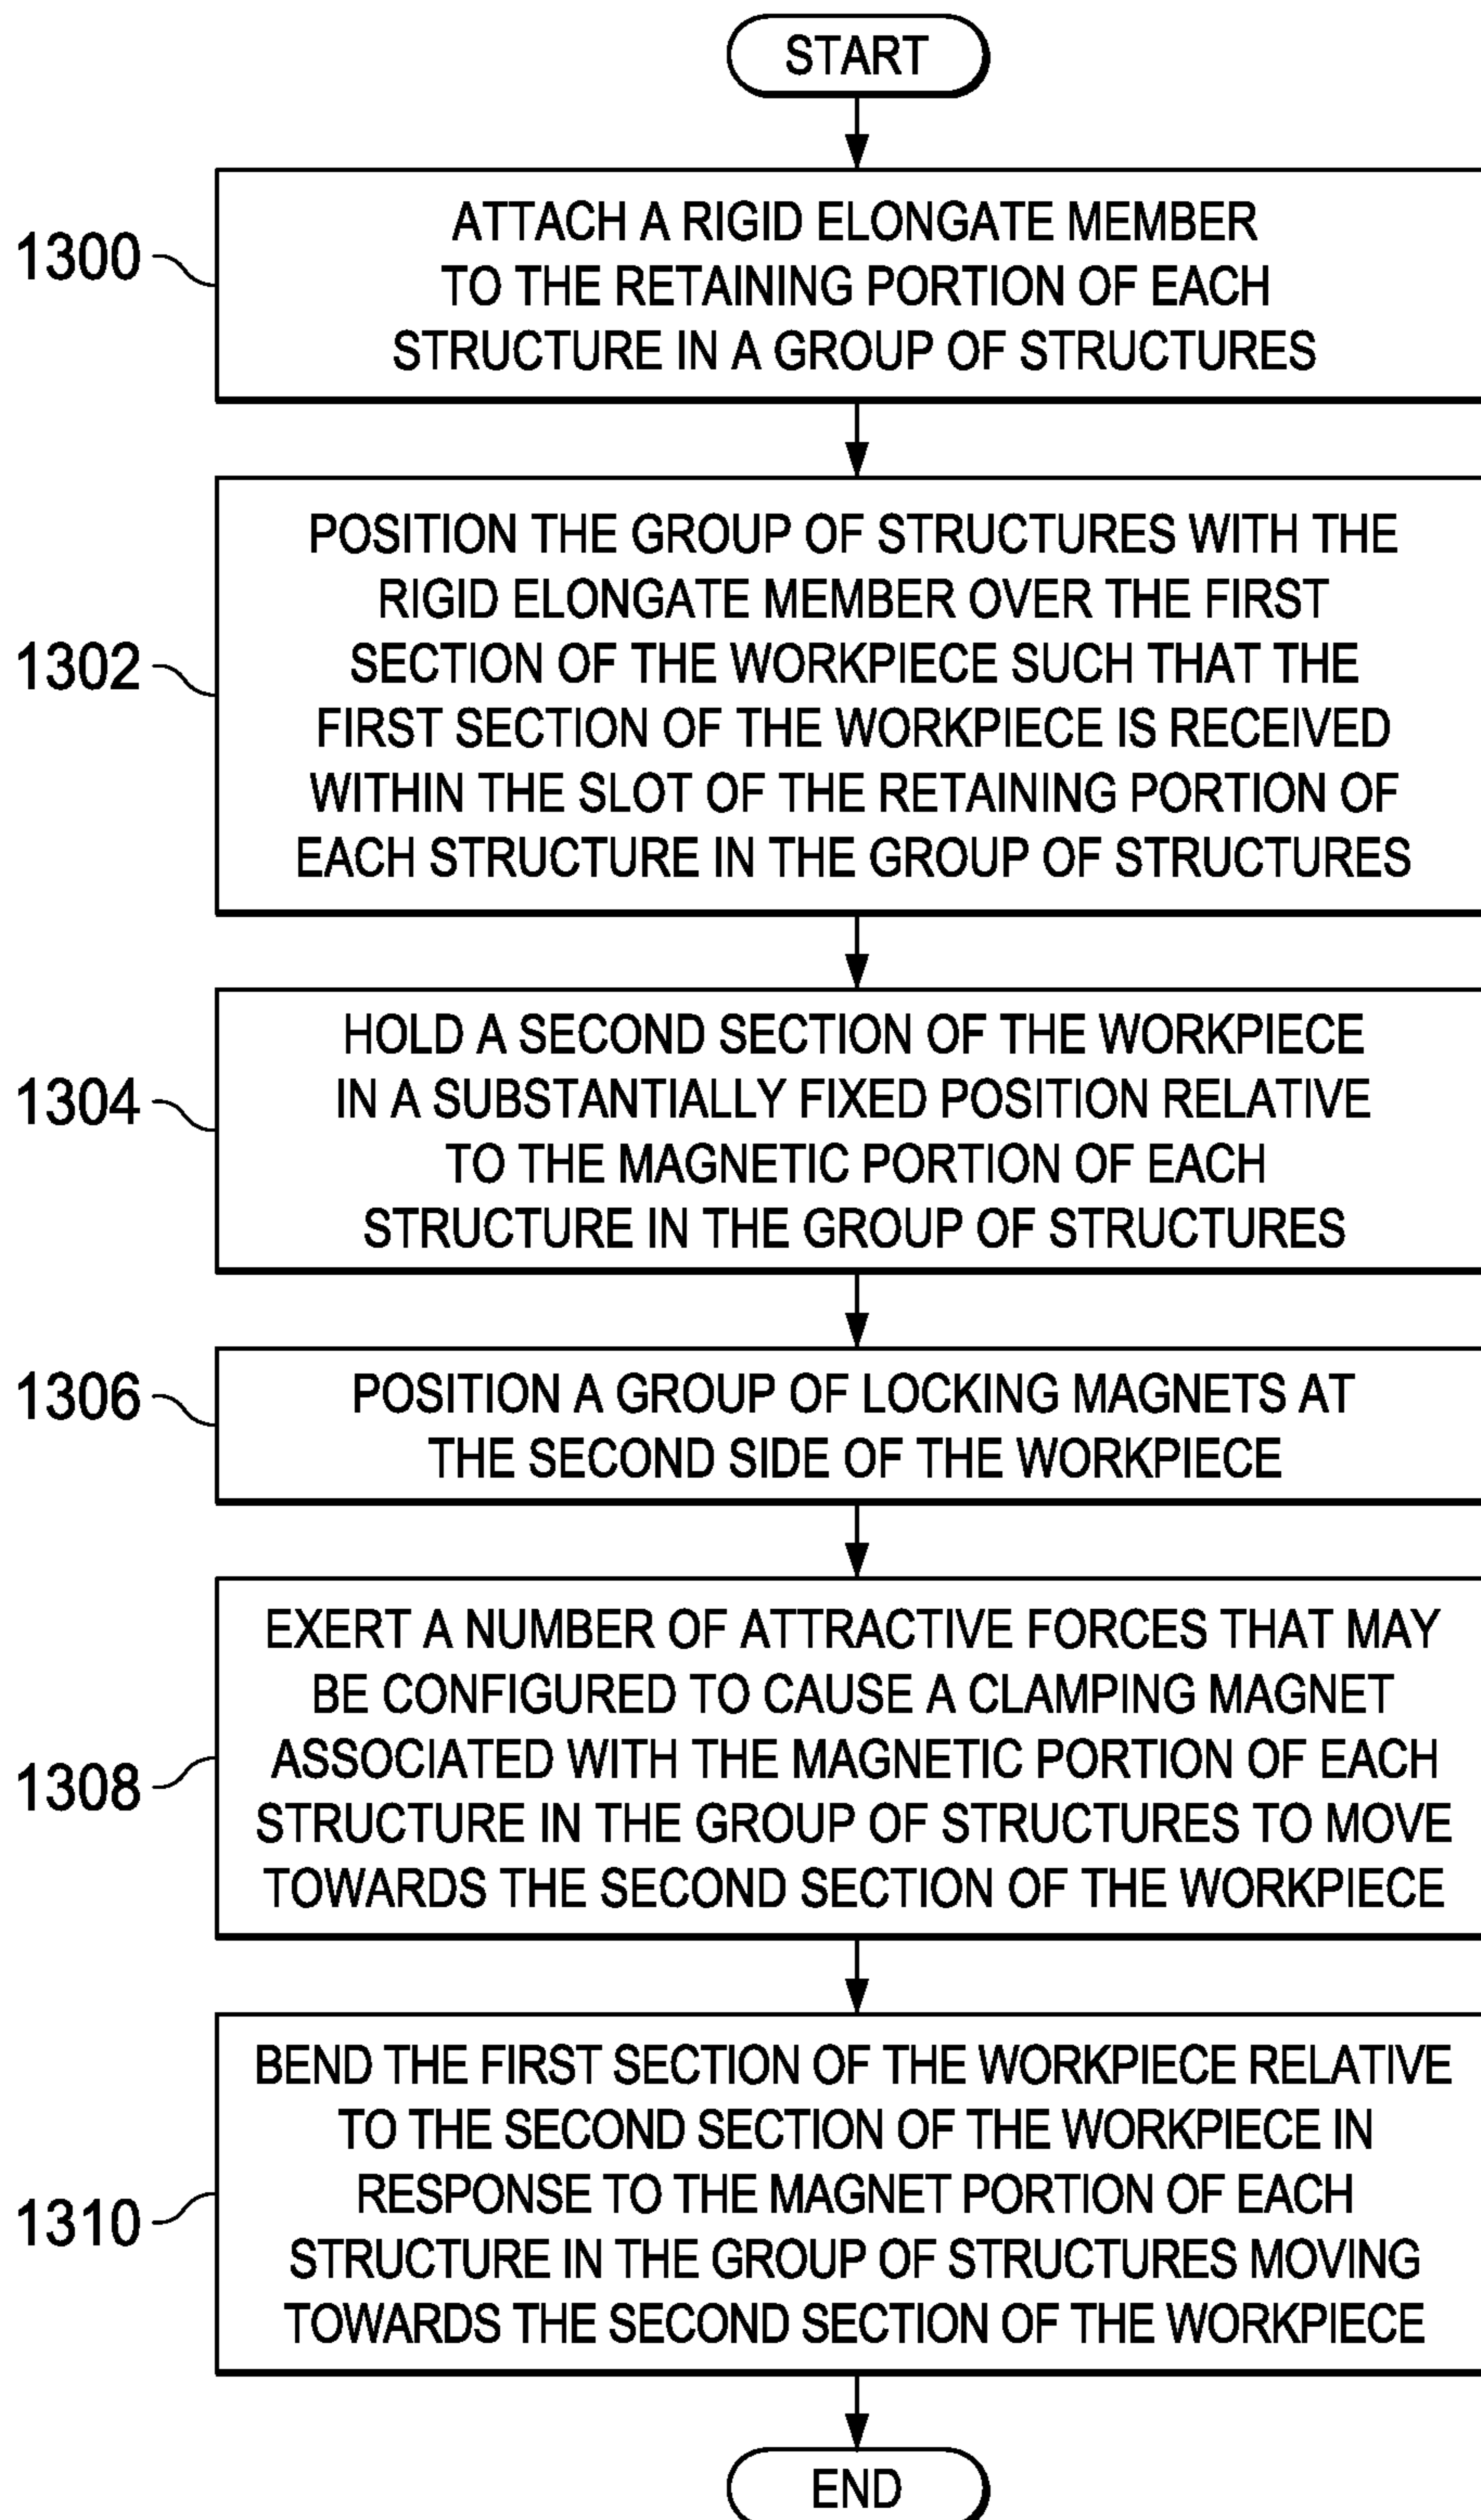 START
1300
ATTACH A RIGID ELONGATE MEMBER
TO THE RETAINING PORTION OF EACH
STRUCTURE IN A GROUP OF STRUCTURES
1302
POSITION THE GROUP OF STRUCTURES WITH THE
RIGID ELONGATE MEMBER OVER THE FIRST
SECTION OF THE WORKPIECE SUCH THAT THE
FIRST SECTION OF THE WORKPIECE IS RECEIVED
WITHIN THE SLOT OF THE RETAINING PORTION OF
EACH STRUCTURE IN THE GROUP OF STRUCTURES
1304
HOLD A SECOND SECTION OF THE WORKPIECE
IN A SUBSTANTIALLY FIXED POSITION RELATIVE
TO THE MAGNETIC PORTION OF EACH
STRUCTURE IN THE GROUP OF STRUCTURES
1306
POSITION A GROUP OF LOCKING MAGNETS AT
THE SECOND SIDE OF THE WORKPIECE
1308
EXERT A NUMBER OF ATTRACTIVE FORCES THAT MAY
BE CONFIGURED TO CAUSE A CLAMPING MAGNET
ASSOCIATED WITH THE MAGNETIC PORTION OF EACH
STRUCTURE IN THE GROUP OF STRUCTURES TO MOVE
TOWARDS THE SECOND SECTION OF THE WORKPIECE
1310
BEND THE FIRST SECTION OF THE WORKPIECE RELATIVE
TO THE SECOND SECTION OF THE WORKPIECE IN
RESPONSE TO THE MAGNET PORTION OF EACH
STRUCTURE IN THE GROUP OF STRUCTURES MOVING
TOWARDS THE SECOND SECTION OF THE WORKPIECE
END